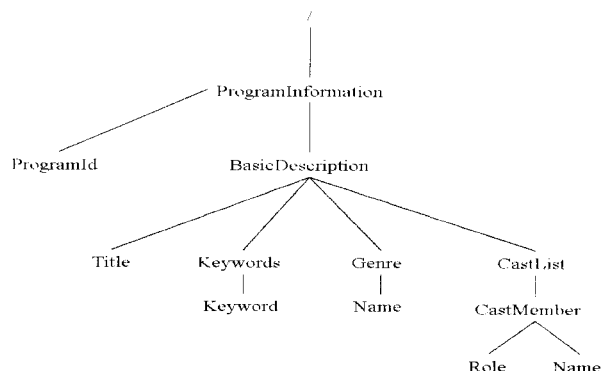 /
ProgramInformation
ProgramId BasicDescription
Title Keywords Genre CastList
Keyword Name CastMember
Role Name